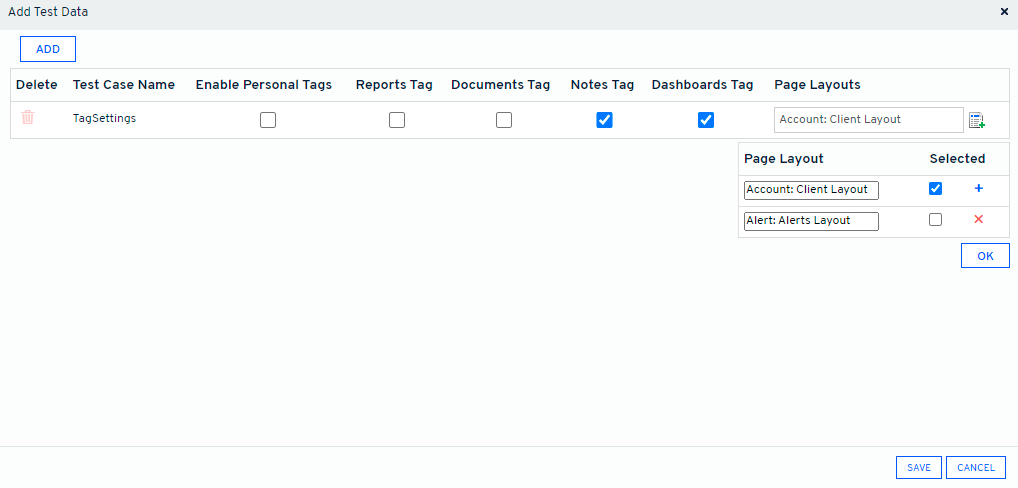 Add Test Data
ADD
Delete Test Case Name Enable Personal Tags Reports Tag Documents Tag Notes Tag Dashboards Tag Page Layouts
TagSettings Account: Client Layout
Page Layout Selected
Account: Client Layout
Alert: Alerts Layout
OK
SAVE CANCEL